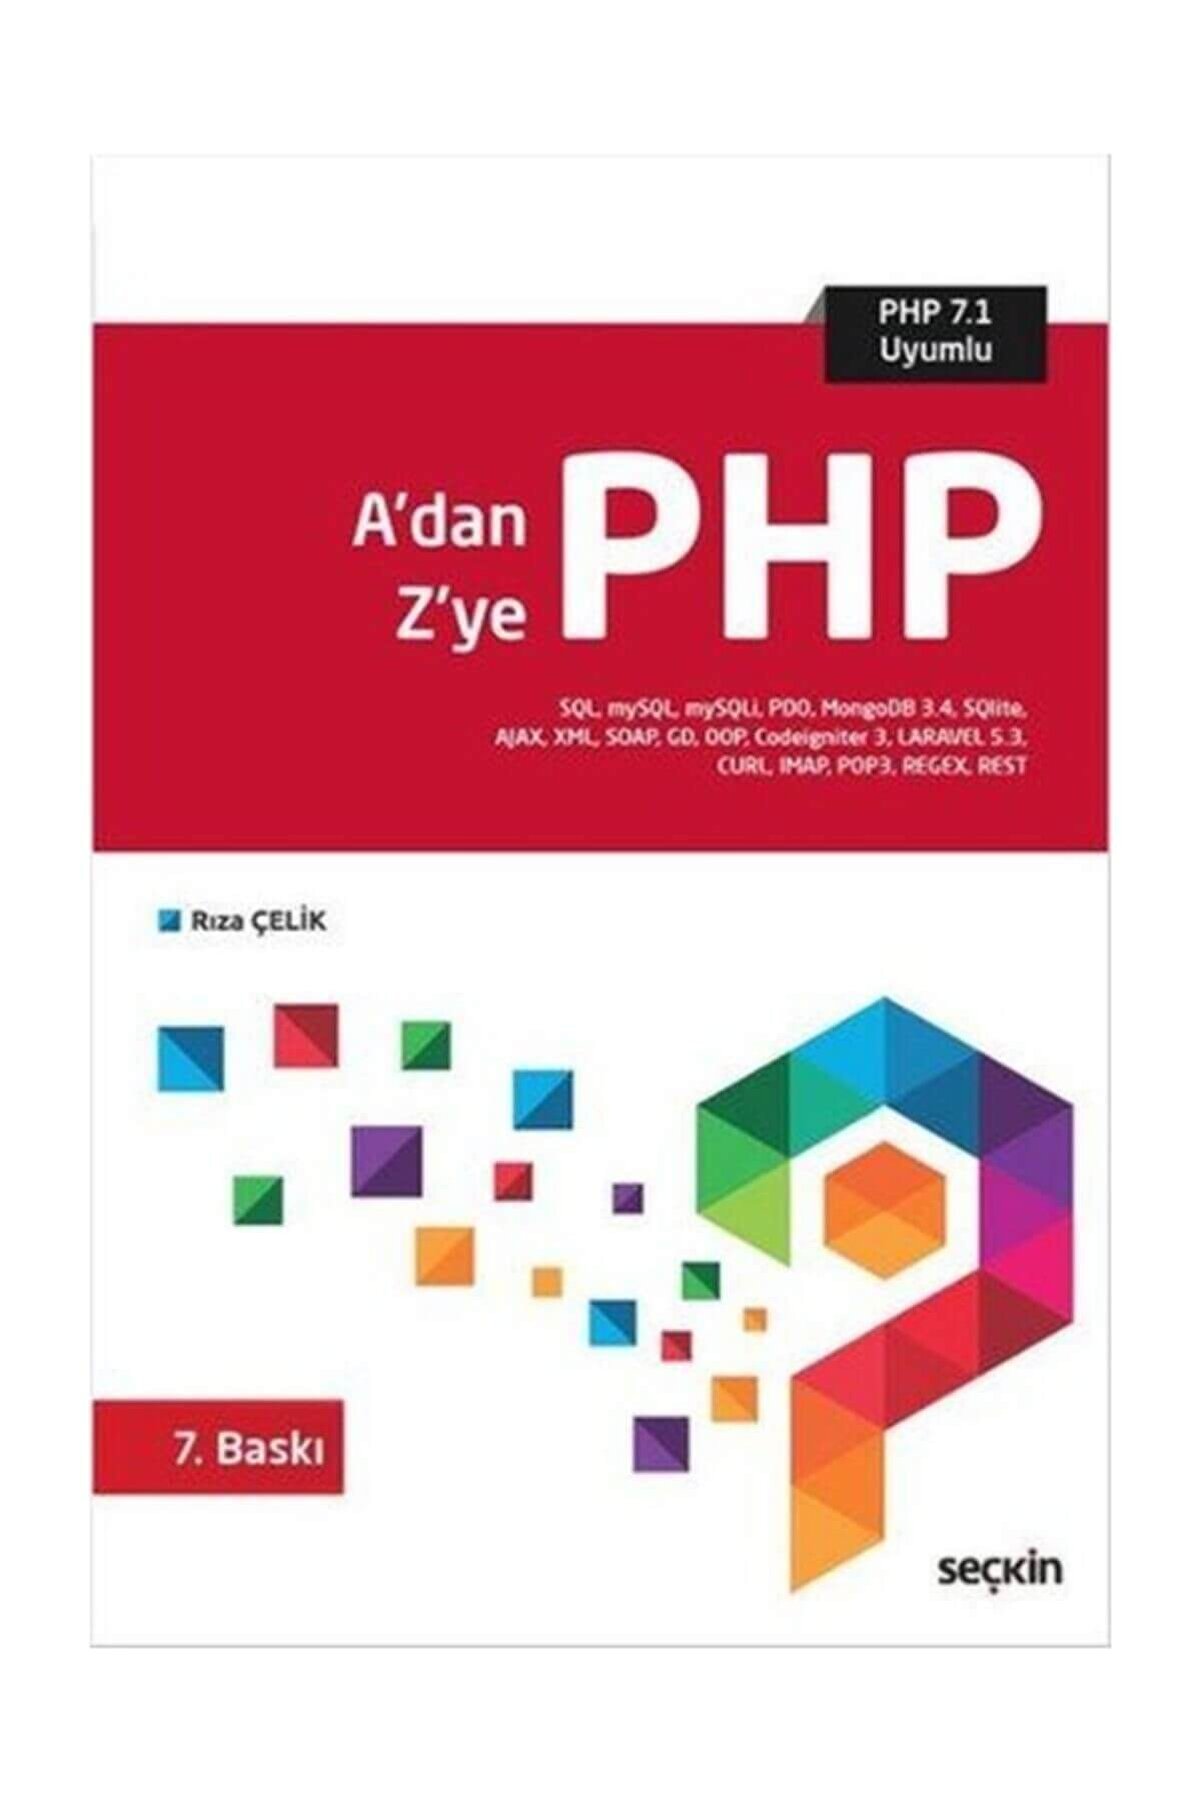 PHP 7.1
Uyumlu
A'dan
Z'ye
PHP
SQL, mySQL, mySQLi, PDO, MongoDB 3.4, SQlite,
AJAX, XML, SOAP, GD, OOP, Codeigniter 3, LARAVEL 5.3,
CURL, IMAP, POP3, REGEX, REST
Rıza ÇELİK
7. Baskı
seçkin